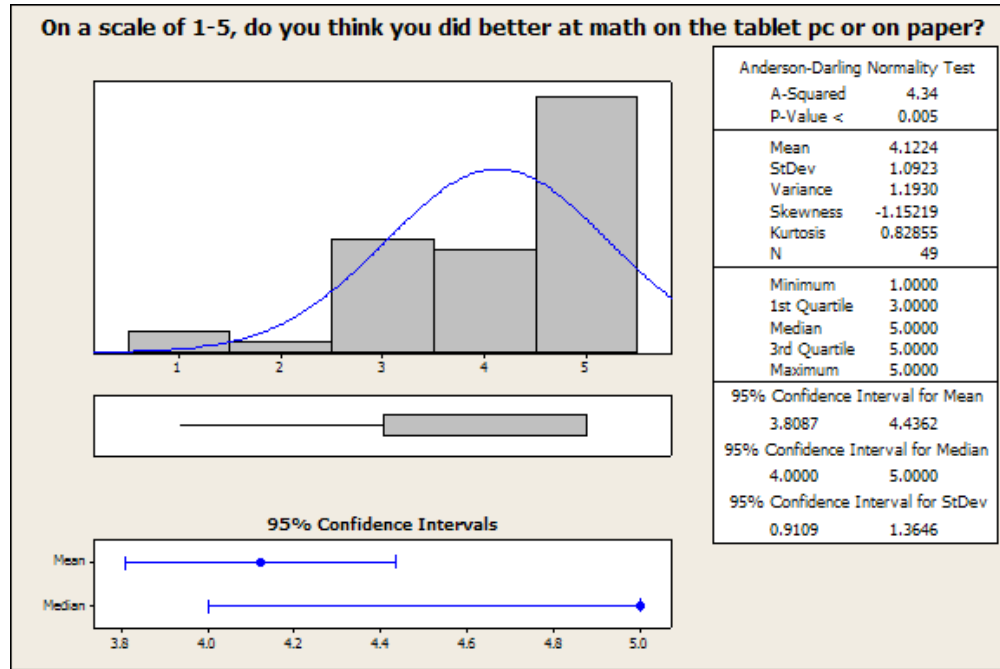 On a scale of 1-5, do you think you did better at math on the tablet pc or on paper?
1 2 3 4 5
95% Confidence Intervals
Mean
Median
3.8 4.0 4.2 4.4 4.6 4.8 5.0
Anderson-Darling Normality Test
A-Squared 4.34
P-Value < 0.005
Mean 4.1224
StDev 1.0923
Variance 1.1930
Skewness -1.15219
Kurtosis 0.82855
N 49
Minimum 1.0000
1st Quartile 3.0000
Median 5.0000
3rd Quartile 5.0000
Maximum 5.0000
95% Confidence Interval for Mean
3.8087 4.4362
95% Confidence Interval for Median
4.0000 5.0000
95% Confidence Interval for StDev
0.9109 1.3646